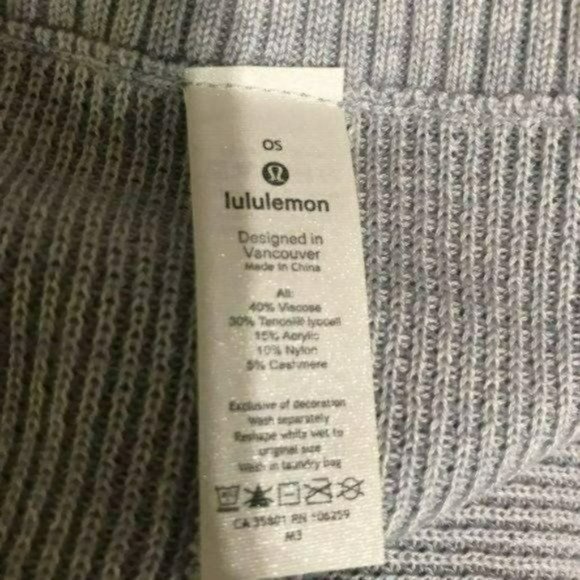 OS
lululemon
Designed in
Vancouver
Made in China
All:
40% Viscose
30% Tencel® lyocell
15% Acrylic
10% Nylon
5% Cashmere
Exclusive of decoration
Wash separately
Reshape while wet to
original size
Wash in laundry bag
CA 35801 RN 106259